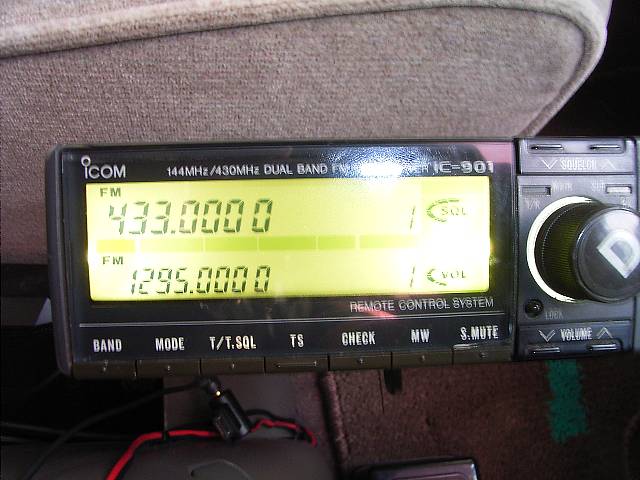 iCOM 144MHz/430MHz DUAL BAND FM IC-901
FM
433.0000 1 SQL
FM
1295.0000 1 VOL
REMOTE CONTROL SYSTEM
BAND MODE T/T.SQL TS CHECK MW S.MUTE
SQUELCH
LOCK
VOLUME
D